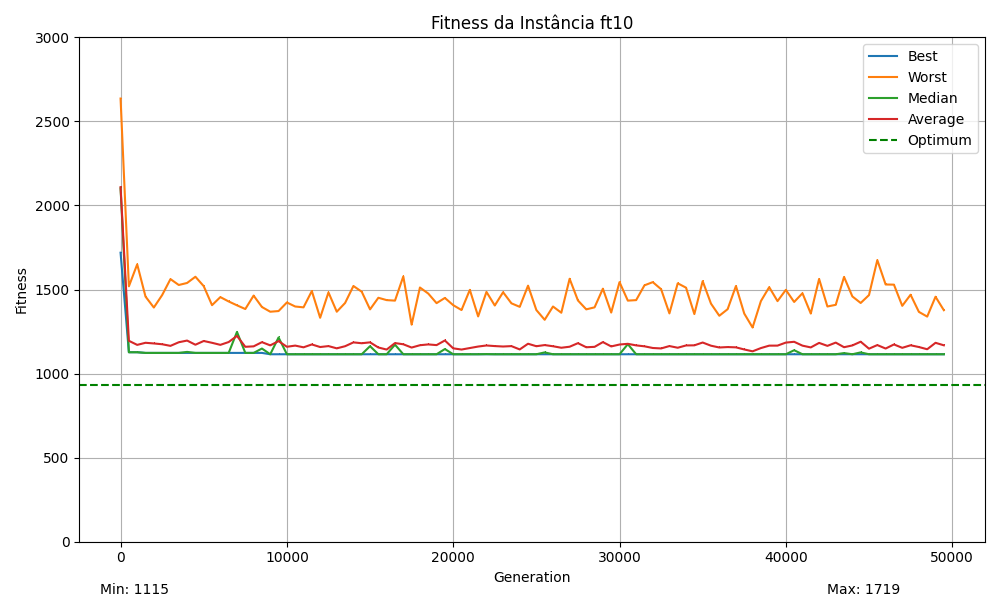 Fitness da Instância ft10
Best
Worst
Median
Average
Optimum
Fitness
3000
2500
2000
1500
1000
500
0
0 10000 20000 30000 40000 50000
Generation
Min: 1115 Max: 1719